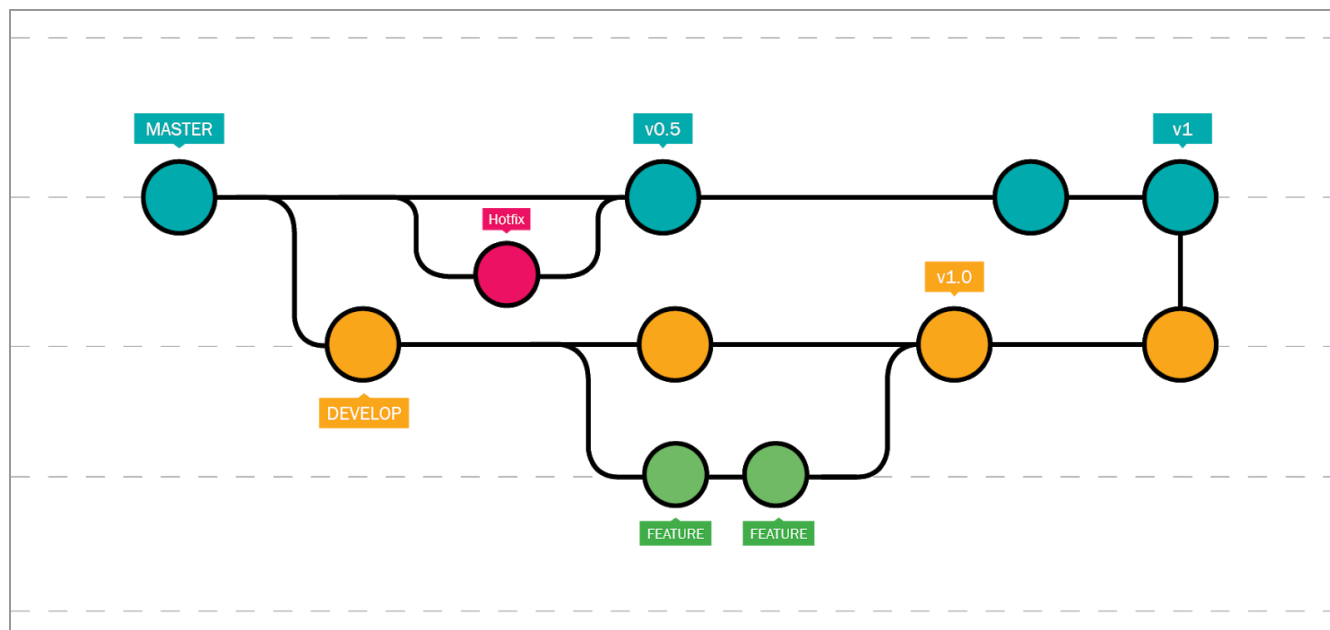 MASTER
v0.5
v1
Hotfix
v1.0
DEVELOP
FEATURE
FEATURE